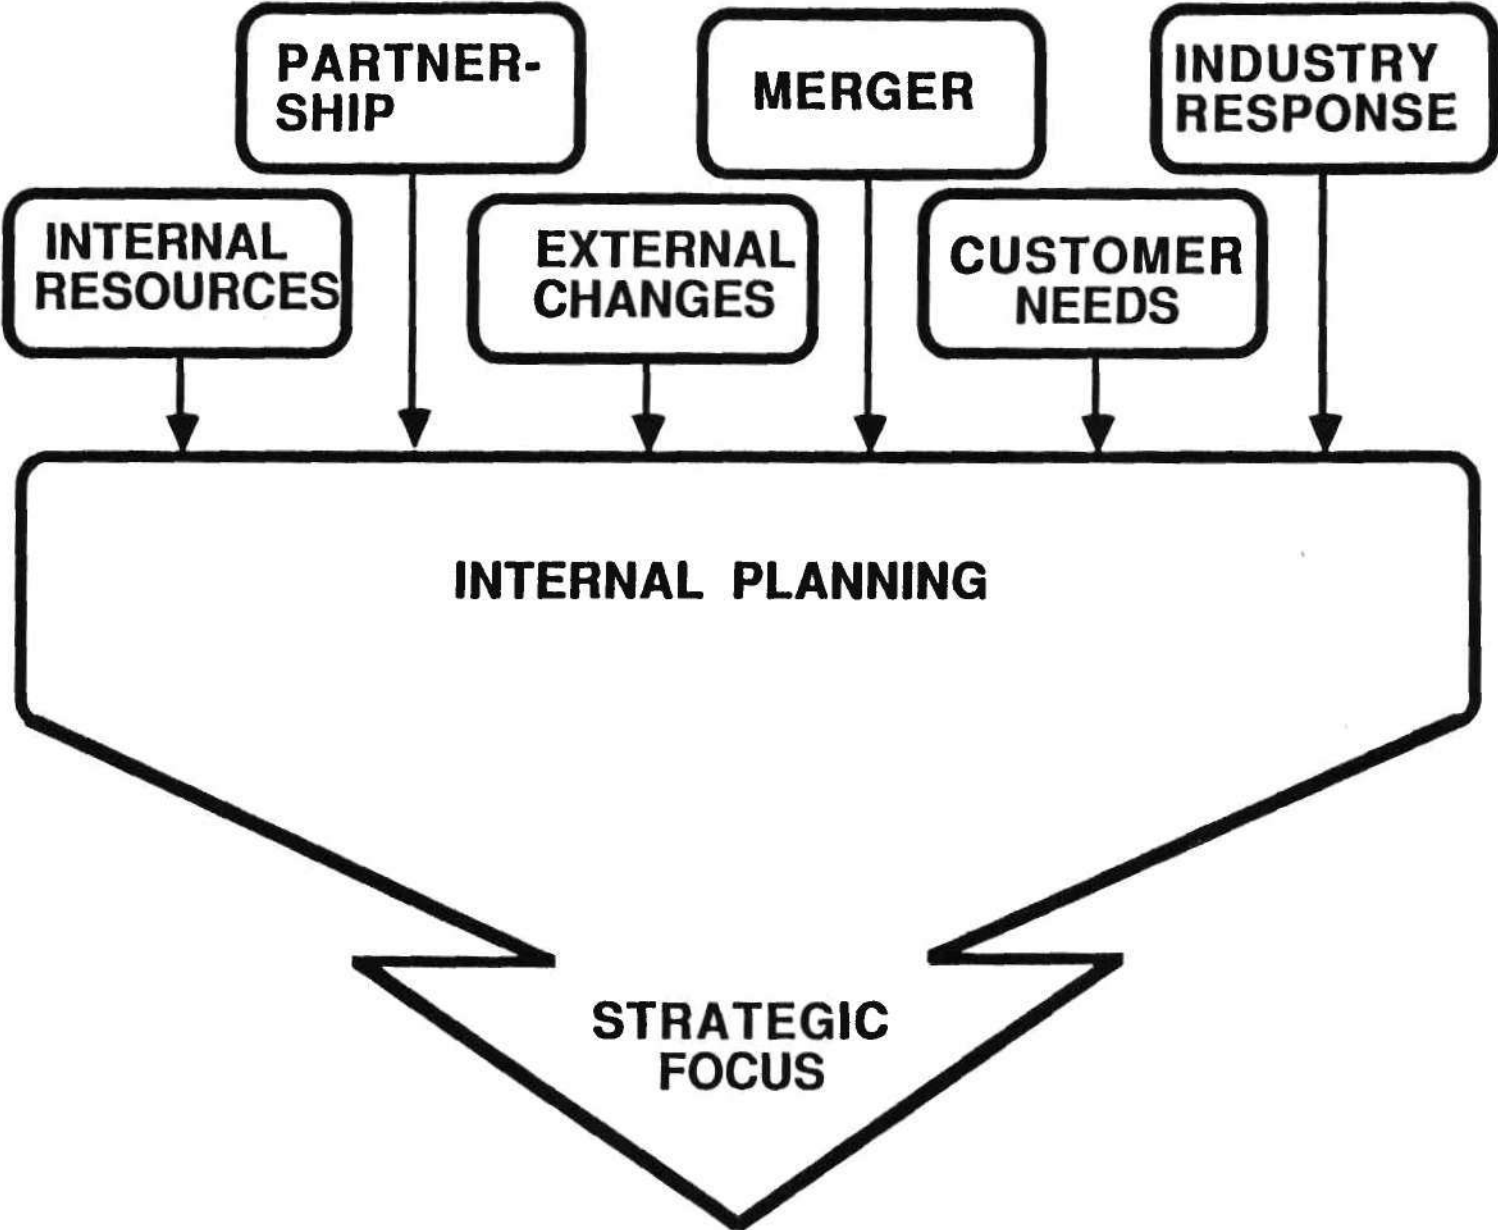 PARTNER-
SHIP
MERGER
INDUSTRY
RESPONSE
INTERNAL
RESOURCES
EXTERNAL
CHANGES
CUSTOMER
NEEDS
INTERNAL PLANNING
STRATEGIC
FOCUS